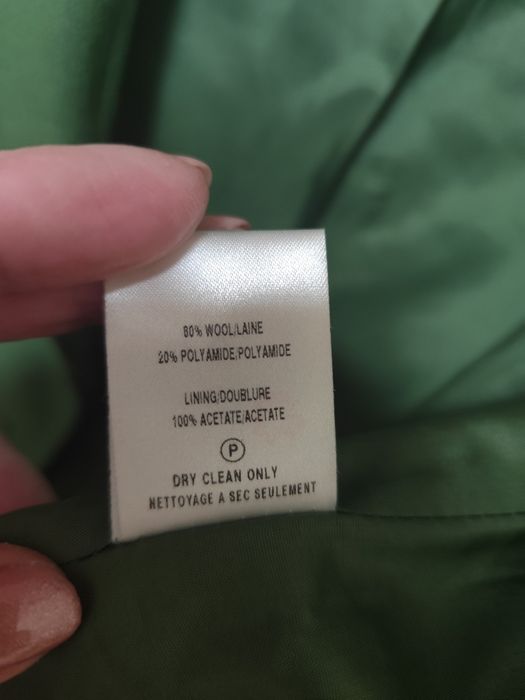 80% WOOL/LAINE
20% POLYAMIDE/POLYAMIDE
LINING/DOUBLURE
100% ACETATE/ACETATE
P
DRY CLEAN ONLY
NETTOYAGE A SEC SEULEMENT